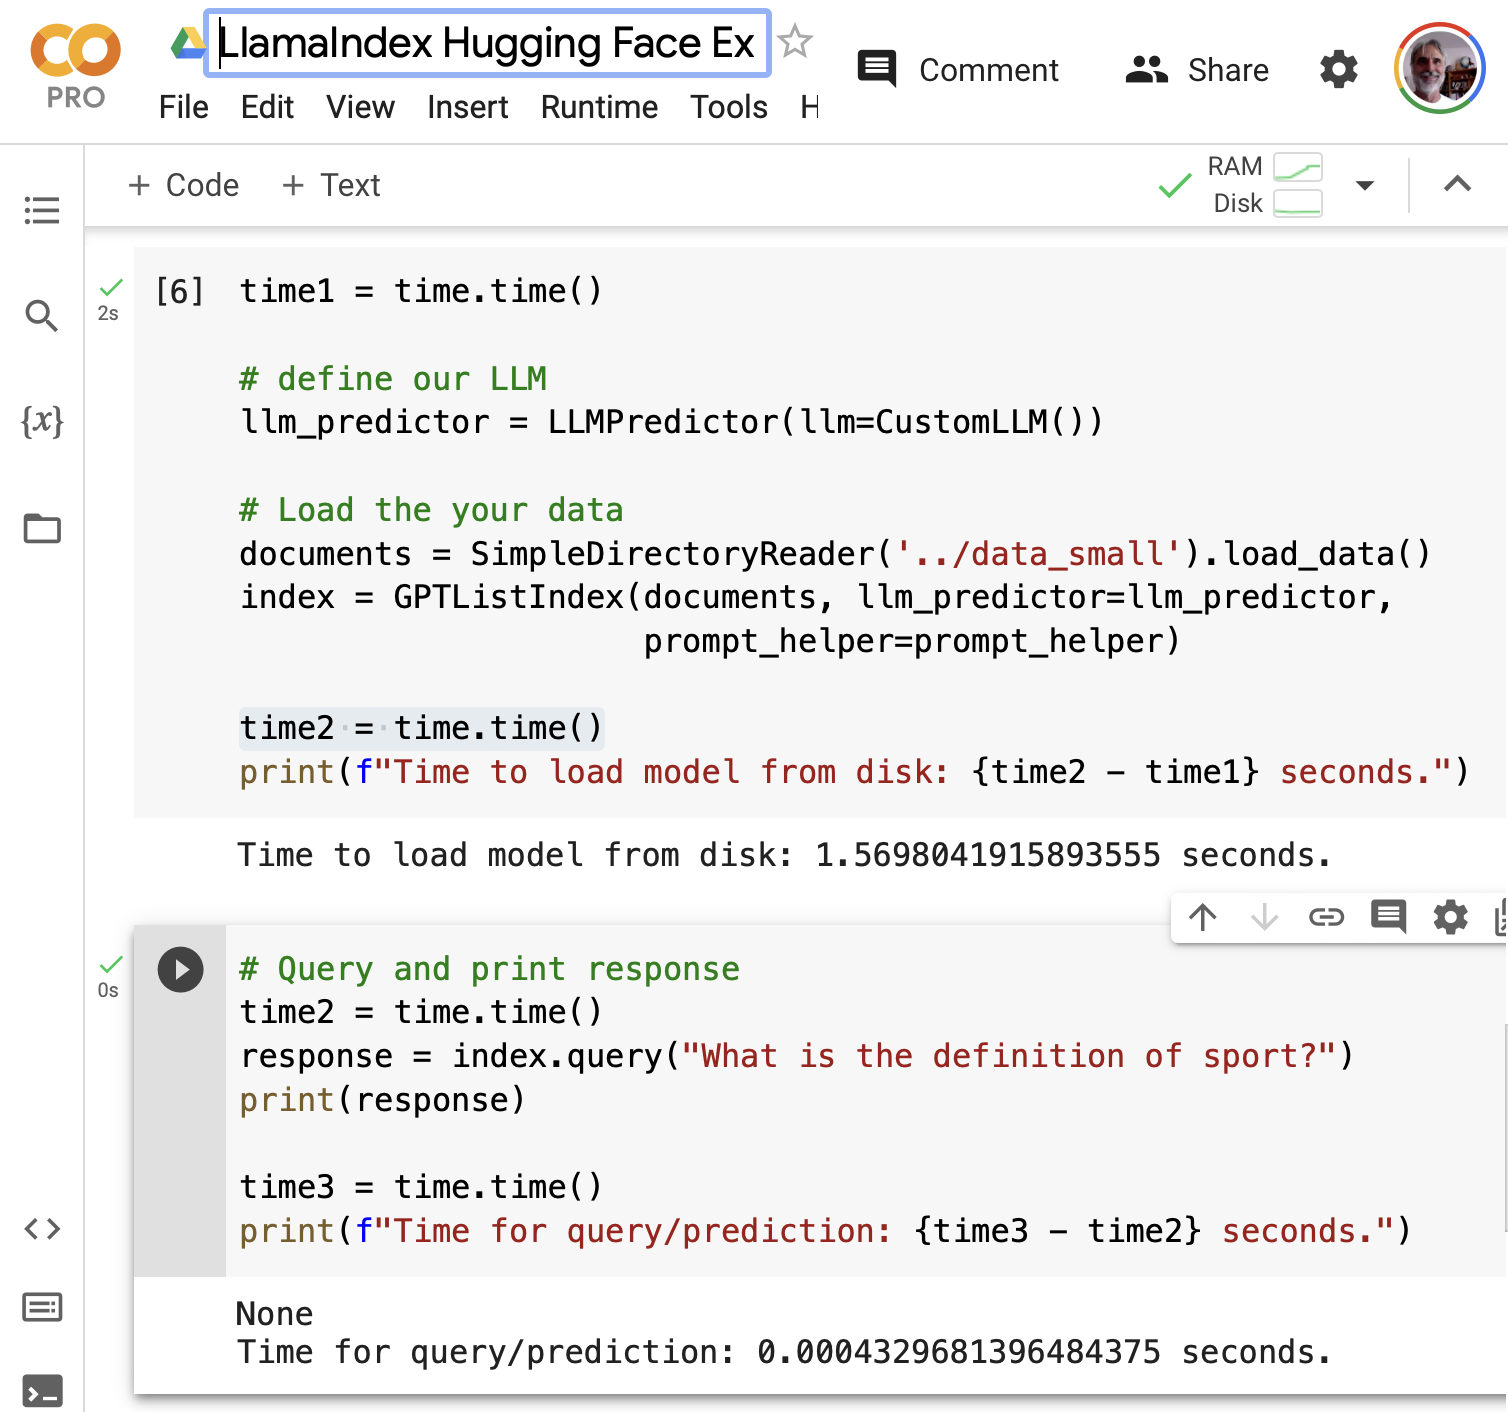 LlamaIndex Hugging Face Ex
PRO
Comment
Share
File Edit View Insert Runtime Tools H
+ Code + Text
RAM
Disk
[6] time1 = time.time()
2s
# define our LLM
llm_predictor = LLMPredictor(llm=CustomLLM())
# Load the your data
documents = SimpleDirectoryReader('../data_small').load_data()
index = GPTListIndex(documents, llm_predictor=llm_predictor,
prompt_helper=prompt_helper)
time2 = time.time()
print(f"Time to load model from disk: {time2 - time1} seconds.")
Time to load model from disk: 1.5698041915893555 seconds.
# Query and print response
0s
time2 = time.time()
response = index.query("What is the definition of sport?")
print(response)
time3 = time.time()
print(f"Time for query/prediction: {time3 - time2} seconds.")
None
Time for query/prediction: 0.0004329681396484375 seconds.